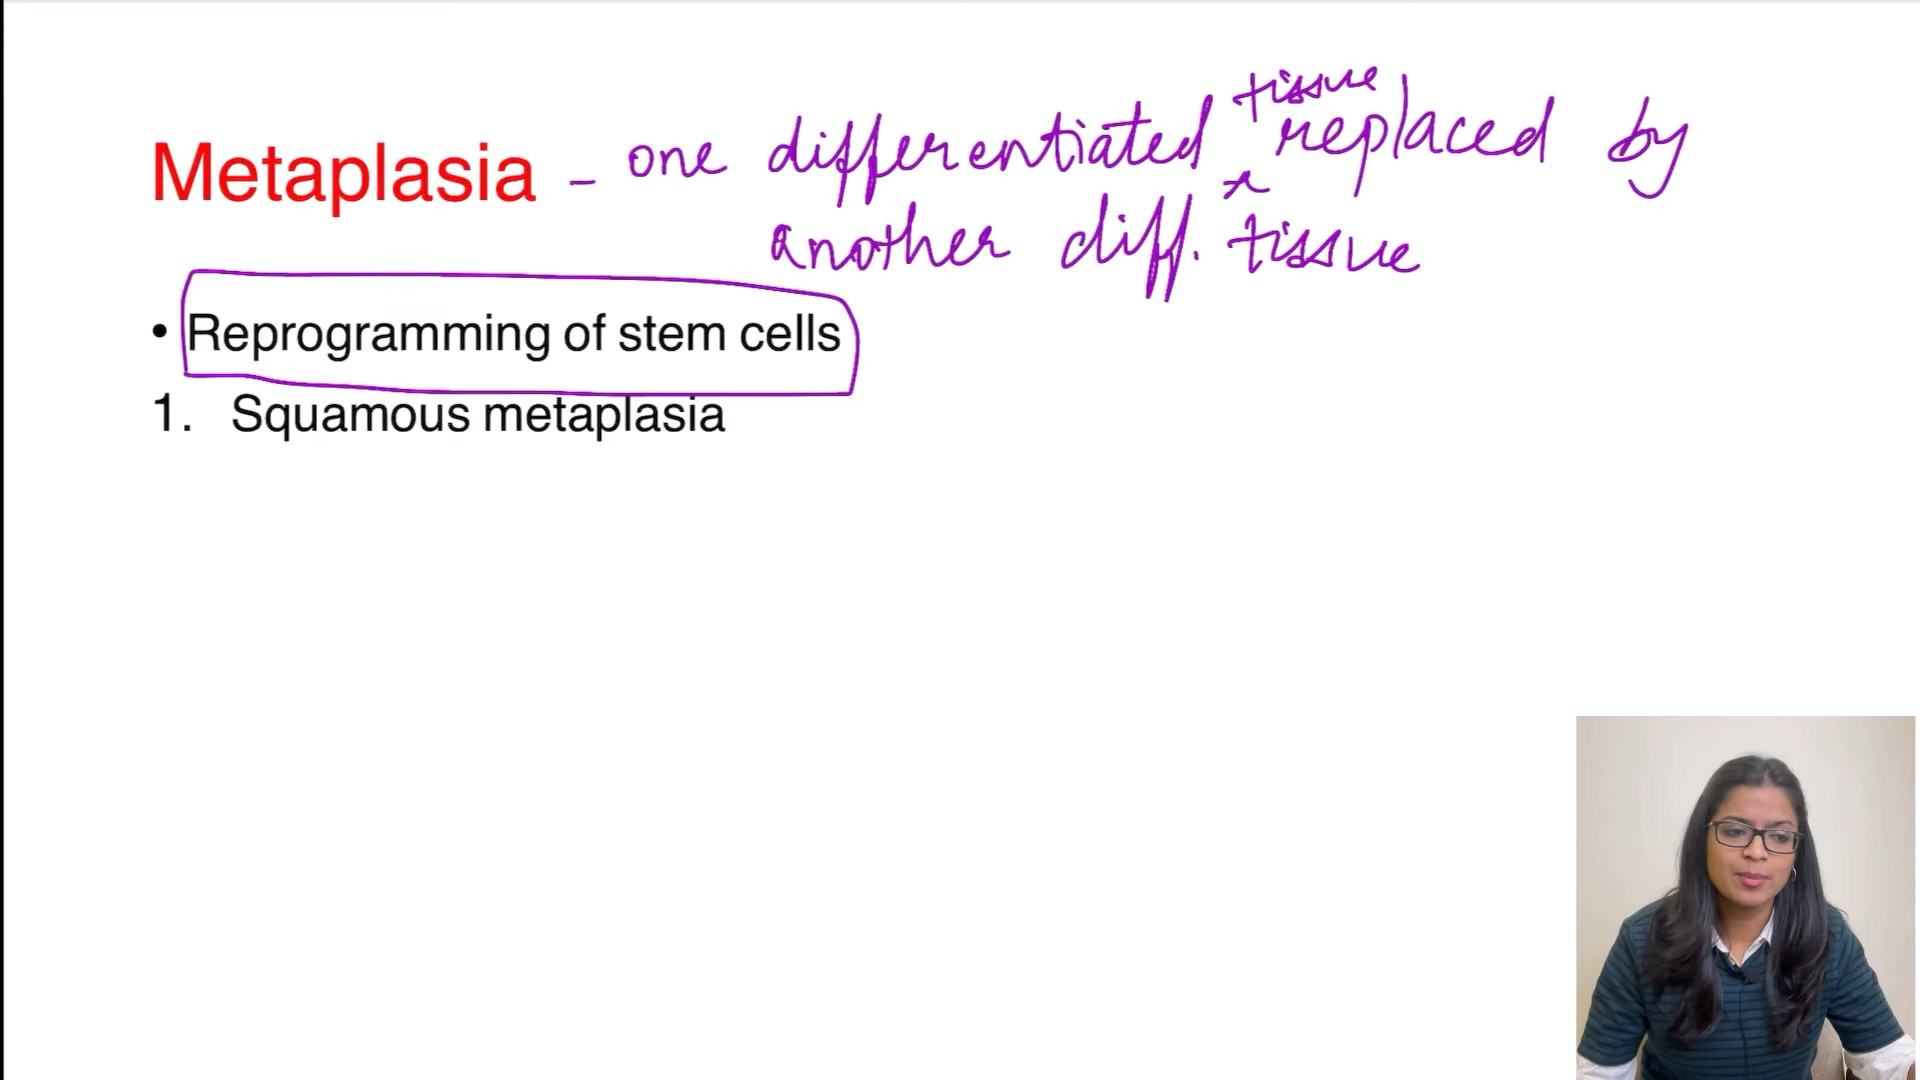 Metaplasia - one differentiated tissue replaced by
another diff. tissue
• Reprogramming of stem cells
1. Squamous metaplasia